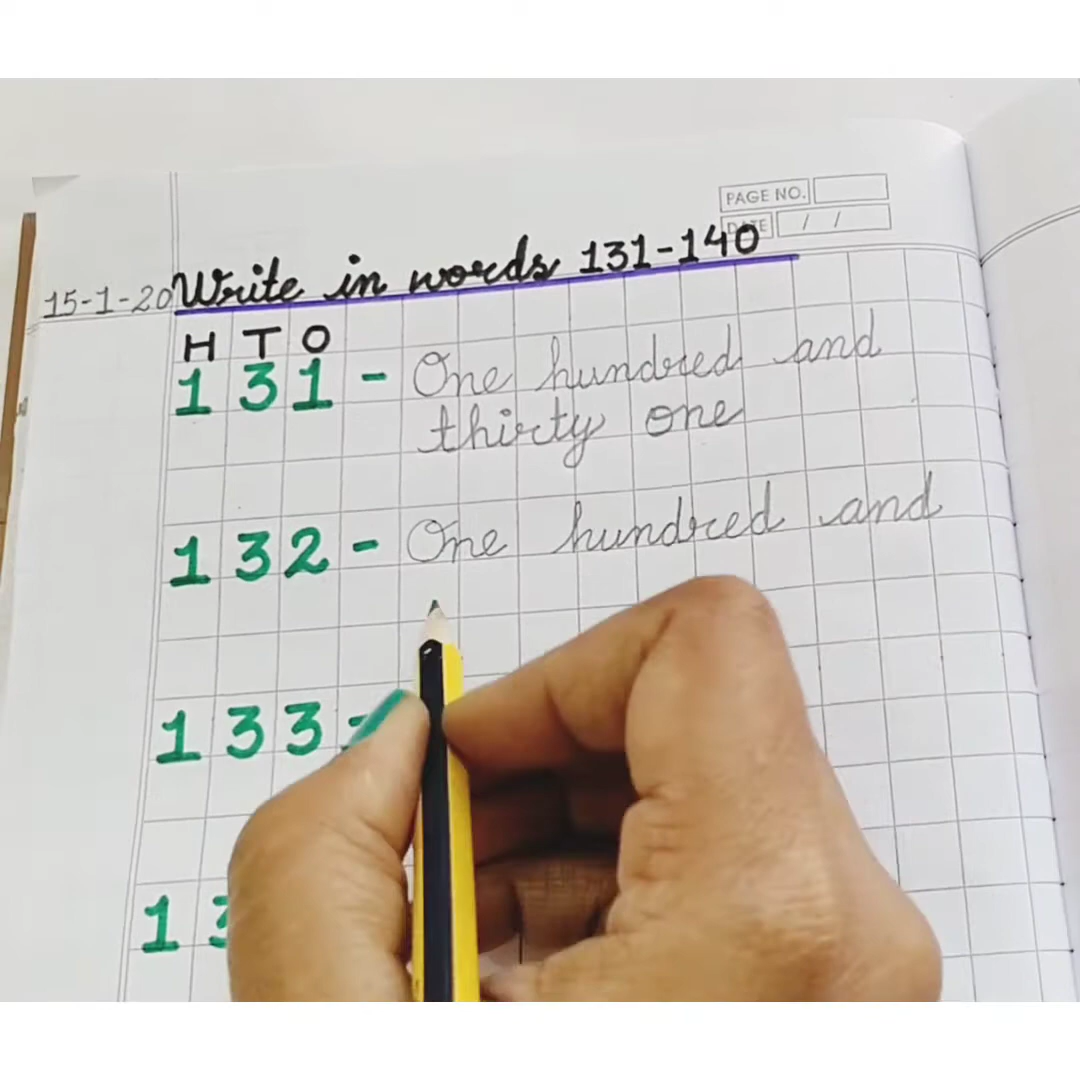 PAGE NO.
DATE / /
15-1-20 Write in words 131-140
H T O
131 - One hundred and
thirty one
132 - One hundred and
133 -
13